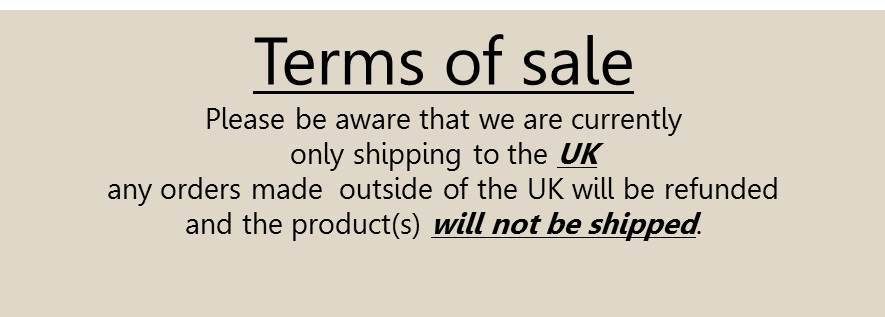 Terms of sale
Please be aware that we are currently
only shipping to the UK
any orders made  outside of the UK will be refunded
and the product(s) will not be shipped.